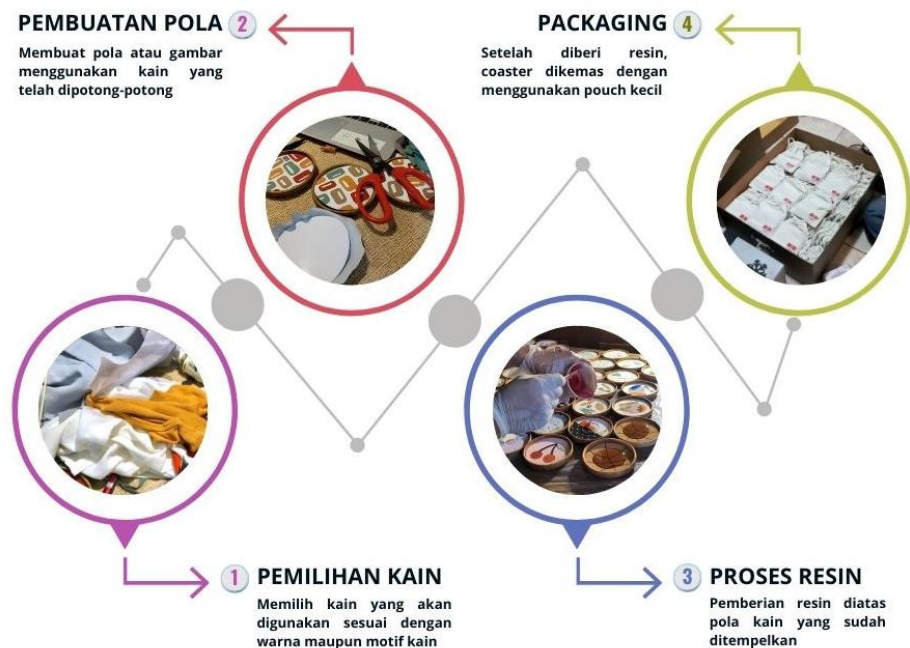 PEMBUATAN POLA 2
Membuat pola atau gambar
menggunakan kain yang
telah dipotong-potong
PACKAGING 4
Setelah diberi resin,
coaster dikemas dengan
menggunakan pouch kecil
1 PEMILIHAN KAIN
Memilih kain yang akan
digunakan sesuai dengan
warna maupun motif kain
3 PROSES RESIN
Pemberian resin diatas
pola kain yang sudah
ditempelkan